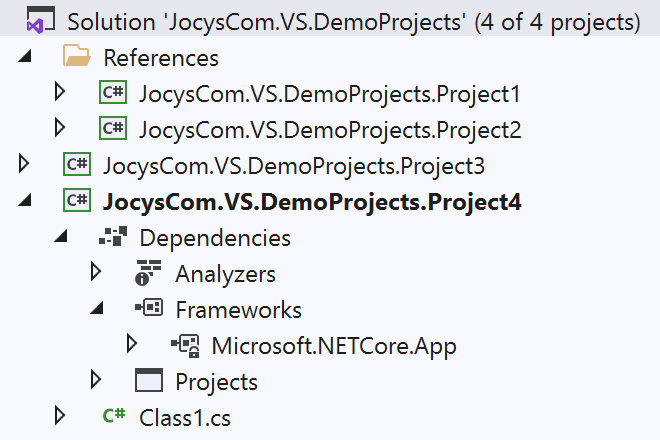 Solution 'JocysCom.VS.DemoProjects' (4 of 4 projects)
References
C# JocysCom.VS.DemoProjects.Project1
C# JocysCom.VS.DemoProjects.Project2
C# JocysCom.VS.DemoProjects.Project3
C# JocysCom.VS.DemoProjects.Project4
Dependencies
Analyzers
Frameworks
Microsoft.NETCore.App
Projects
C# Class1.cs